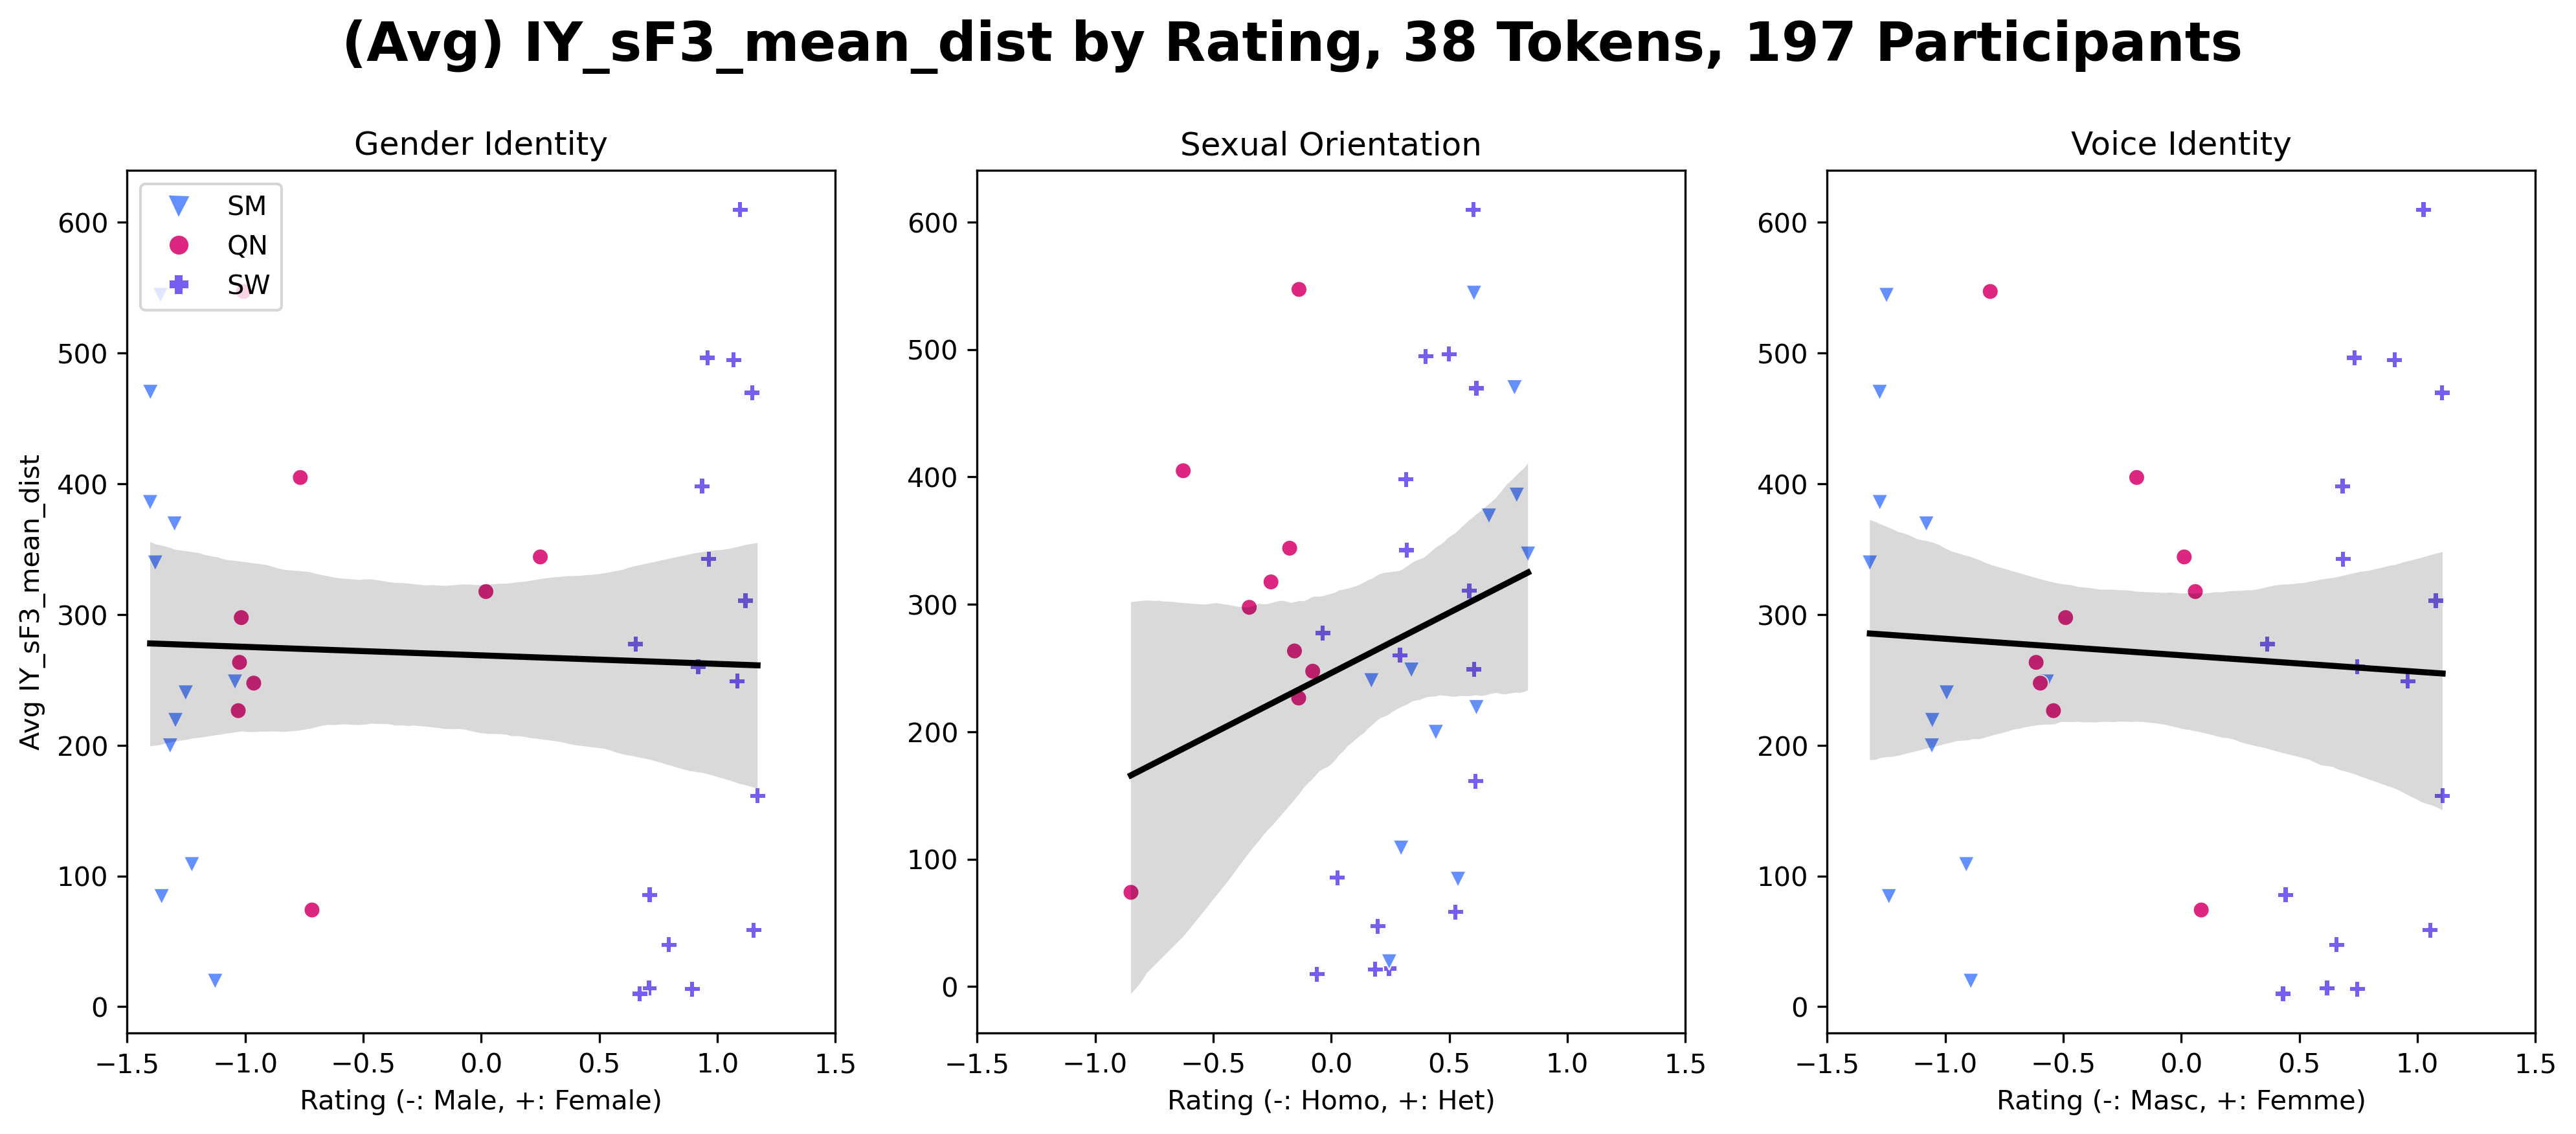 (Avg) IY_sF3_mean_dist by Rating, 38 Tokens, 197 Participants
Gender Identity
Sexual Orientation
Voice Identity
SM
QN
SW
Avg IY_sF3_mean_dist
600
500
400
300
200
100
0
−1.5 −1.0 −0.5 0.0 0.5 1.0 1.5
Rating (-: Male, +: Female)
600
500
400
300
200
100
0
−1.5 −1.0 −0.5 0.0 0.5 1.0 1.5
Rating (-: Homo, +: Het)
600
500
400
300
200
100
0
−1.5 −1.0 −0.5 0.0 0.5 1.0 1.5
Rating (-: Masc, +: Femme)